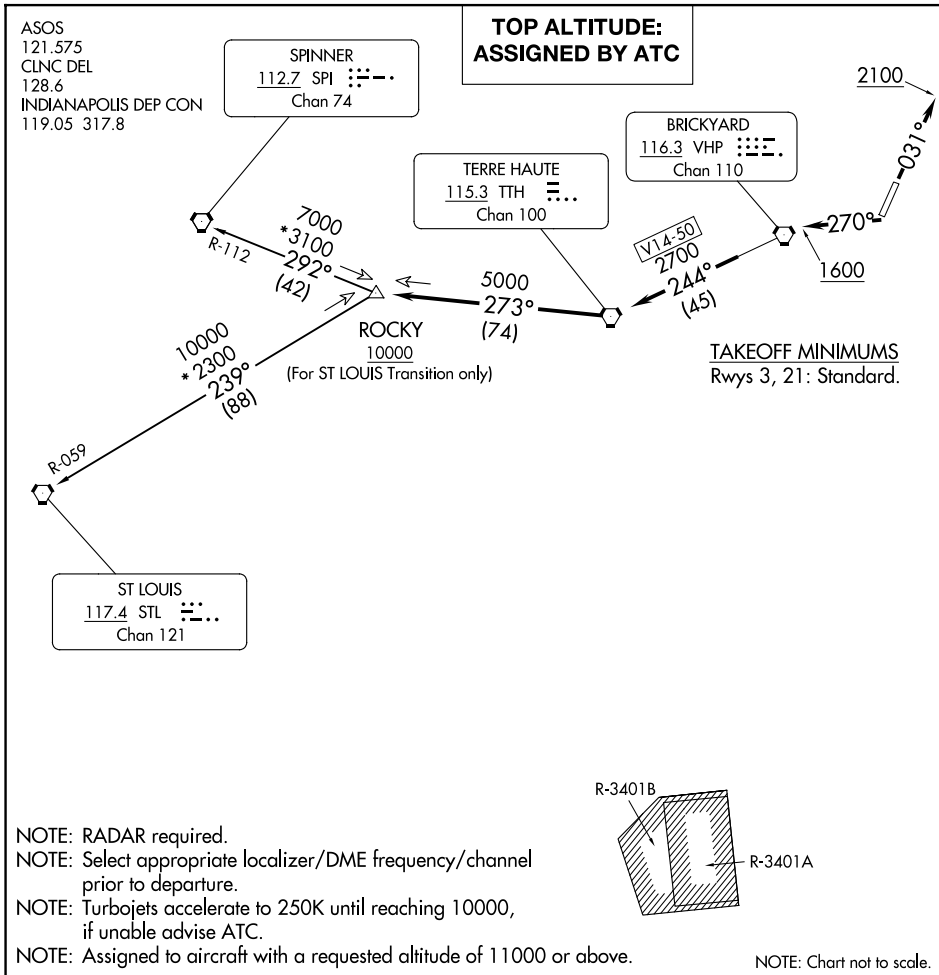 ASOS
121.575
CLNC DEL
128.6
INDIANAPOLIS DEP CON
119.05 317.8
TOP ALTITUDE:
ASSIGNED BY ATC
SPINNER
112.7 SPI
Chan 74
TERRE HAUTE
115.3 TTH
Chan 100
BRICKYARD
116.3 VHP
Chan 110
2100
031°
270°
1600
V14-50
2700
244°
(45)
5000
273°
(74)
7000
*3100
292°
(42)
R-112
ROCKY
10000
(For ST LOUIS Transition only)
10000
*2300
239°
(88)
R-059
TAKEOFF MINIMUMS
Rwys 3, 21: Standard.
ST LOUIS
117.4 STL
Chan 121
R-3401B
R-3401A
NOTE: RADAR required.
NOTE: Select appropriate localizer/DME frequency/channel
prior to departure.
NOTE: Turbojets accelerate to 250K until reaching 10000,
if unable advise ATC.
NOTE: Assigned to aircraft with a requested altitude of 11000 or above.
NOTE: Chart not to scale.